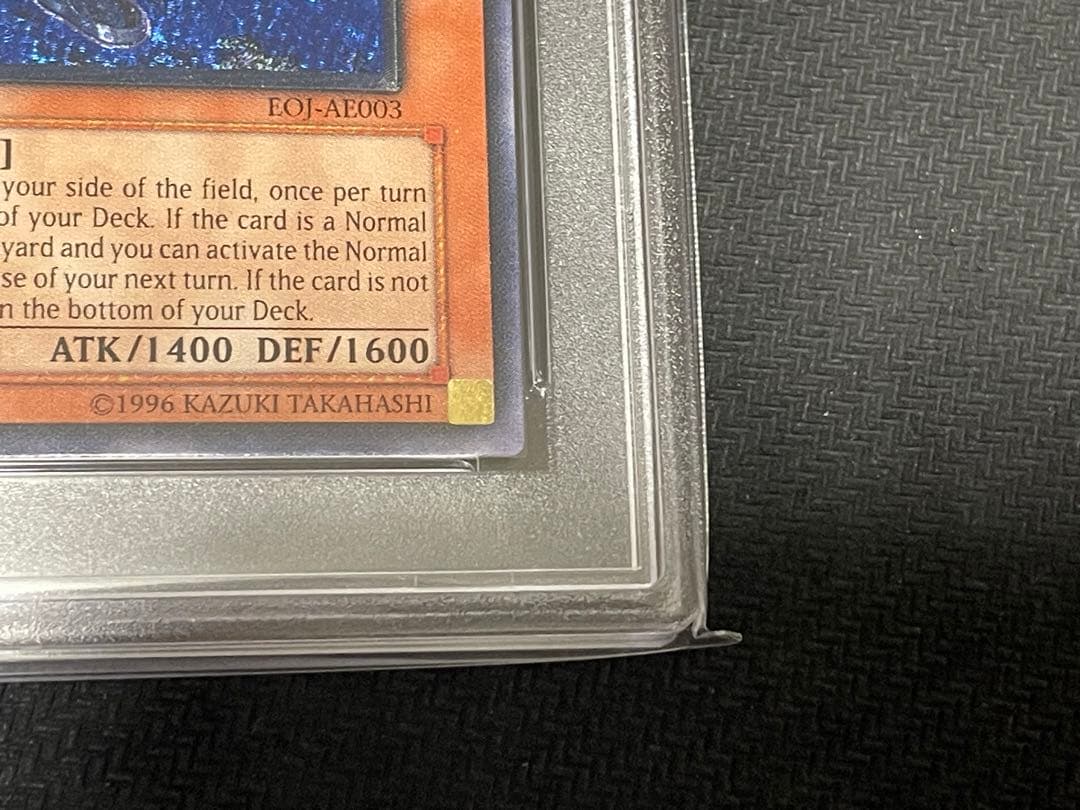 EOJ-AE003
]
your side of the field, once per turn
of your Deck. If the card is a Normal
yard and you can activate the Normal
se of your next turn. If the card is not
n the bottom of your Deck.
ATK/1400 DEF/1600
©1996 KAZUKI TAKAHASHI